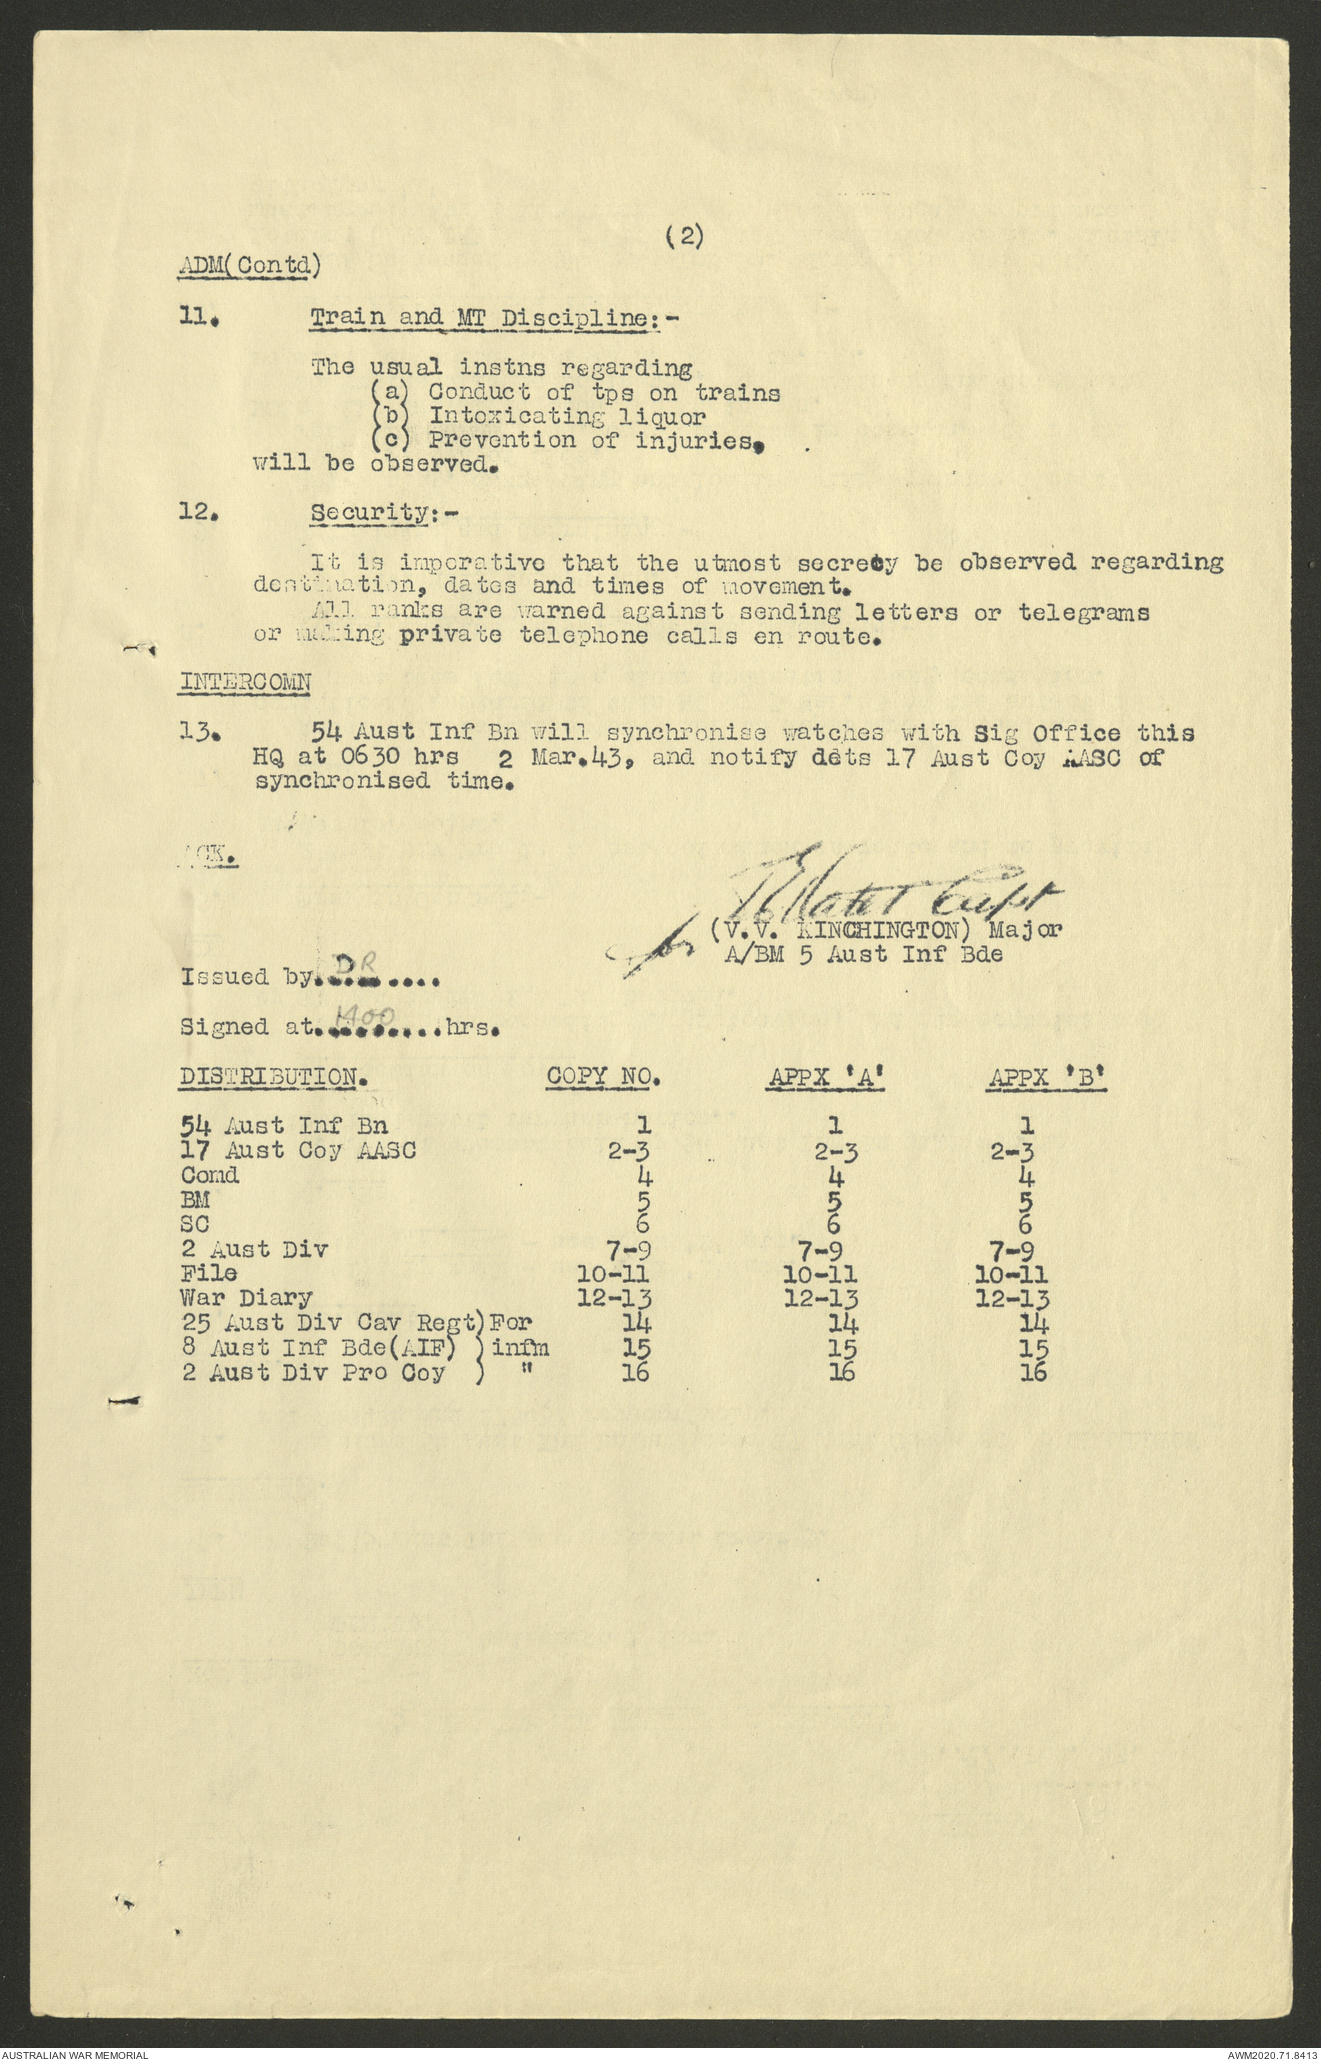 (2)
ADM(Contd)
11. Train and MT Discipline:-
The usual instns regarding
(a) Conduct of tps on trains
(b) Intoxicating liquor
(c) Prevention of injuries,
will be observed.
12. Security:-
It is imperative that the utmost secrecy be observed regarding
destination, dates and times of movement.
All ranks are warned against sending letters or telegrams
or making private telephone calls en route.
INTERCOMN
13. 54 Aust Inf Bn will synchronise watches with Sig Office this
HQ at 0630 hrs 2 Mar.43, and notify dets 17 Aust Coy AASC of
synchronised time.
ACK.
Capt
for (V.V. KINCHINGTON) Major
A/BM 5 Aust Inf Bde
Issued by DR ........
Signed at 1400 .........hrs.
DISTRIBUTION. COPY NO. APPX 'A' APPX 'B'
54 Aust Inf Bn 1 1 1
17 Aust Coy AASC 2-3 2-3 2-3
Comd 4 4 4
BM 5 5 5
SC 6 6 6
2 Aust Div 7-9 7-9 7-9
File 10-11 10-11 10-11
War Diary 12-13 12-13 12-13
25 Aust Div Cav Regt)For 14 14 14
8 Aust Inf Bde(AIF) )infm 15 15 15
2 Aust Div Pro Coy ) " 16 16 16
AUSTRALIAN WAR MEMORIAL AWM2020.71.8413